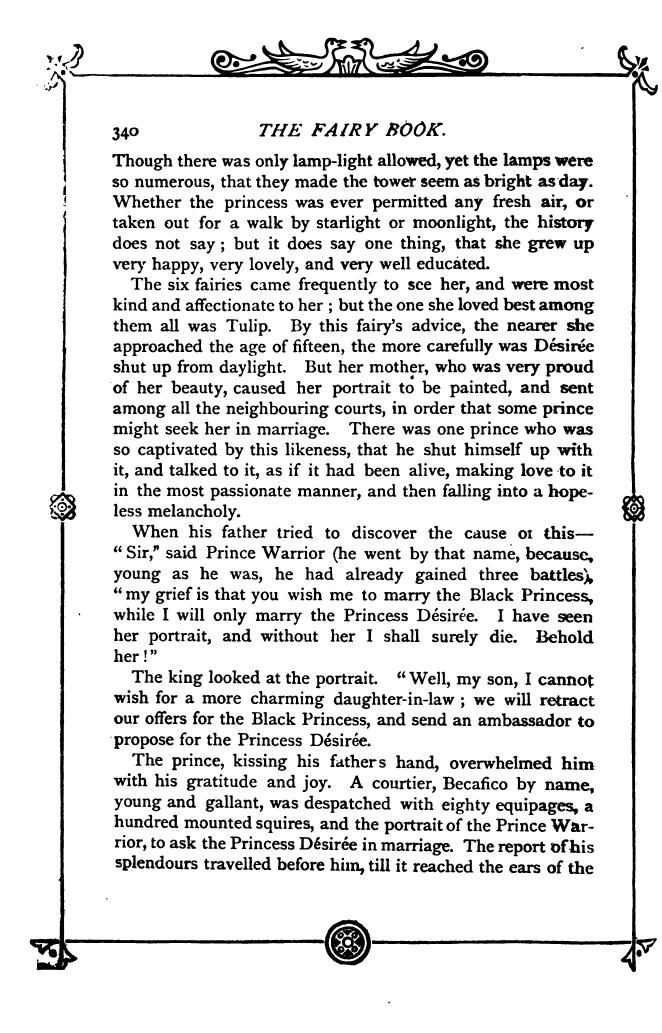 340 THE FAIRY BOOK.
Though there was only lamp-light allowed, yet the lamps were
so numerous, that they made the tower seem as bright as day.
Whether the princess was ever permitted any fresh air, or
taken out for a walk by starlight or moonlight, the history
does not say ; but it does say one thing, that she grew up
very happy, very lovely, and very well educated.
The six fairies came frequently to see her, and were most
kind and affectionate to her ; but the one she loved best among
them all was Tulip. By this fairy's advice, the nearer she
approached the age of fifteen, the more carefully was Désirée
shut up from daylight. But her mother, who was very proud
of her beauty, caused her portrait to be painted, and sent
among all the neighbouring courts, in order that some prince
might seek her in marriage. There was one prince who was
so captivated by this likeness, that he shut himself up with
it, and talked to it, as if it had been alive, making love to it
in the most passionate manner, and then falling into a hope-
less melancholy.
When his father tried to discover the cause of this—
“ Sir,” said Prince Warrior (he went by that name, because,
young as he was, he had already gained three battles),
“ my grief is that you wish me to marry the Black Princess,
while I will only marry the Princess Désirée. I have seen
her portrait, and without her I shall surely die. Behold
her !”
The king looked at the portrait. “ Well, my son, I cannot
wish for a more charming daughter-in-law ; we will retract
our offers for the Black Princess, and send an ambassador to
propose for the Princess Désirée.
The prince, kissing his fathers hand, overwhelmed him
with his gratitude and joy. A courtier, Becafico by name,
young and gallant, was despatched with eighty equipages, a
hundred mounted squires, and the portrait of the Prince War-
rior, to ask the Princess Désirée in marriage. The report of his
splendours travelled before him, till it reached the ears of the